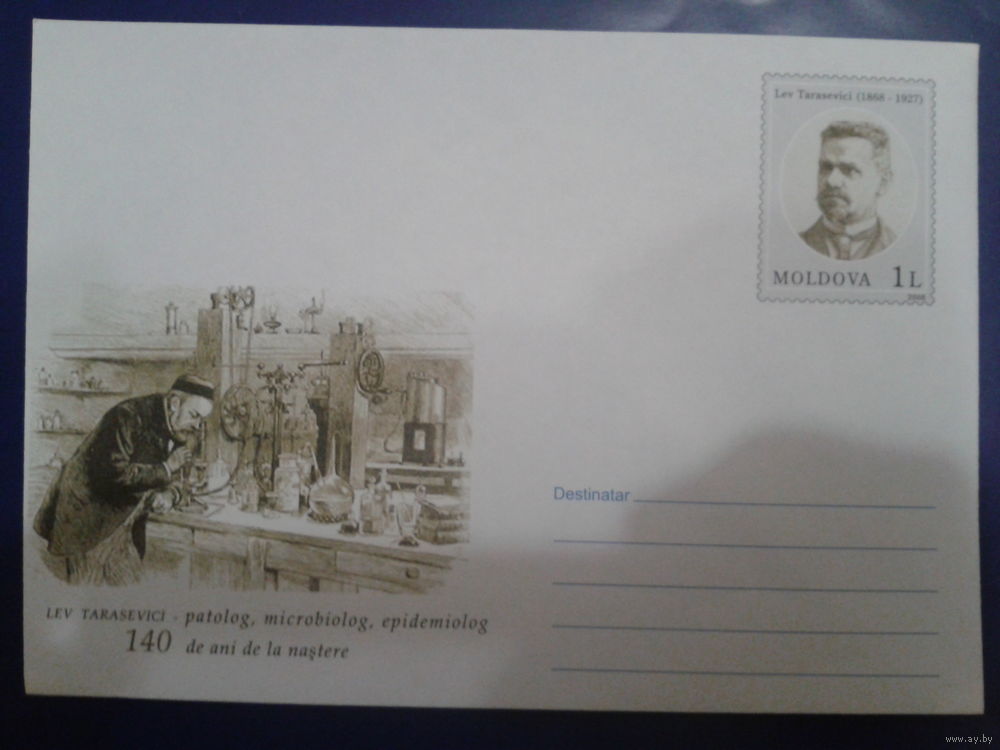 Lev Tarasevici (1868 - 1927)
MOLDOVA 1L
2008
Destinatar
LEV TARASEVICI - patolog, microbiolog, epidemiolog
140 de ani de la naştere
www.ay.by